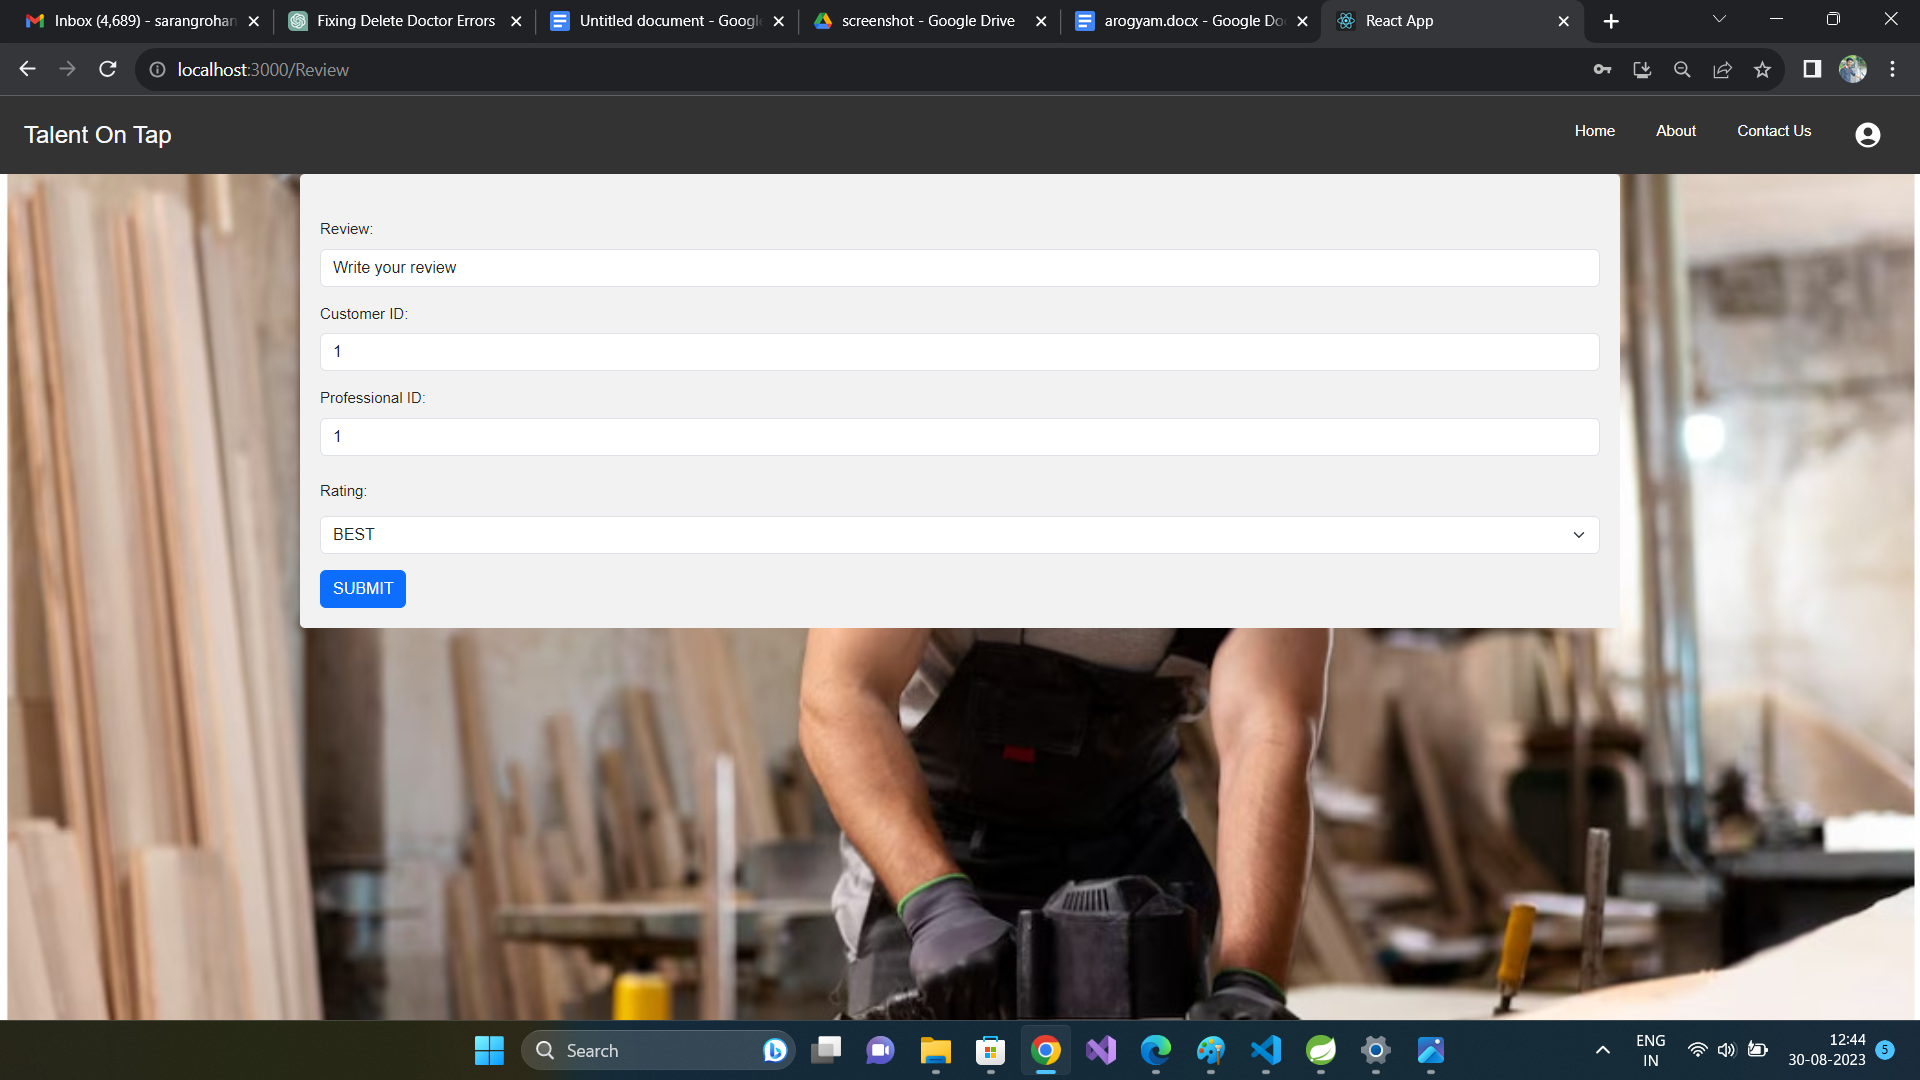 Inbox (4,689) - sarangrohan
Fixing Delete Doctor Errors
Untitled document - Google
screenshot - Google Drive
arogyam.docx - Google Do
React App
localhost:3000/Review
Talent On Tap
Home
About
Contact Us
Review:
Write your review
Customer ID:
1
Professional ID:
1
Rating:
BEST
SUBMIT
Search
ENG
IN
12:44
30-08-2023
5